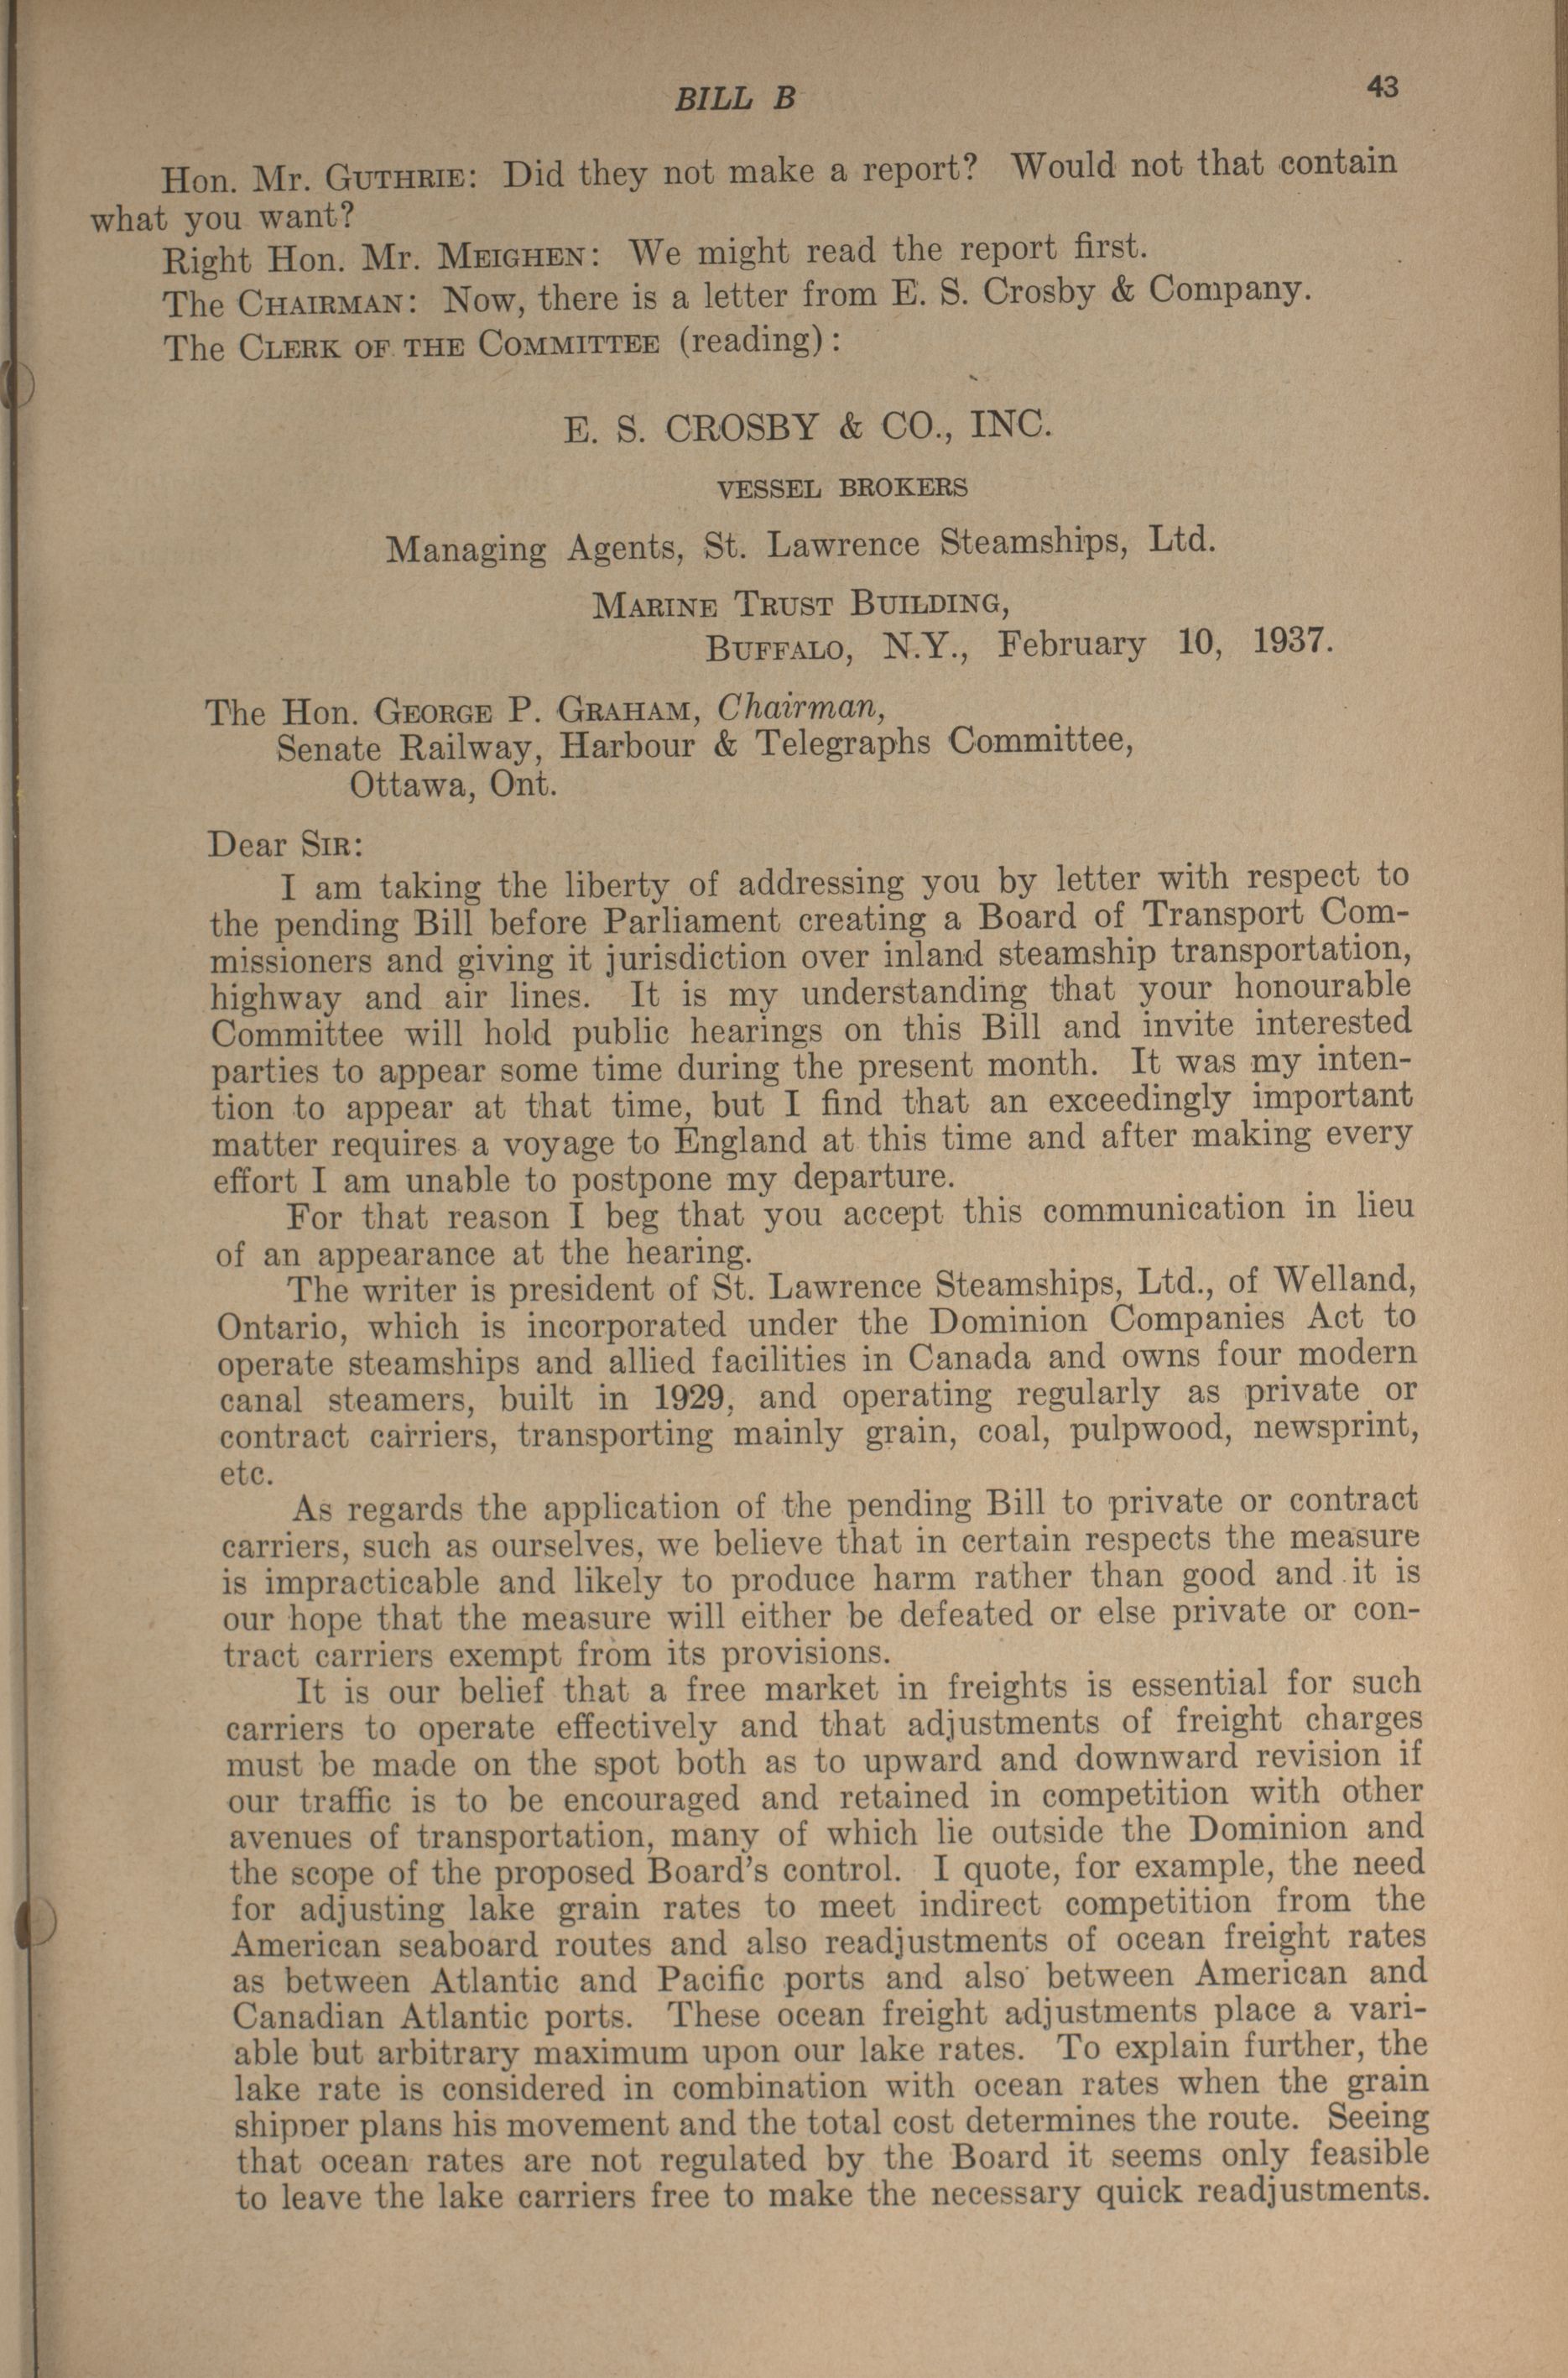 BILL B
43
Hon. Mr. GUTHRIE: Did they not make a report? Would not that contain
what you want?
Right Hon. Mr. MEIGHEN: We might read the report first.
The CHAIRMAN: Now, there is a letter from E. S. Crosby & Company.
The CLERK OF THE COMMITTEE (reading):
E. S. CROSBY & CO., INC.
VESSEL BROKERS
Managing Agents, St. Lawrence Steamships, Ltd.
MARINE TRUST BUILDING,
BUFFALO, N.Y., February 10, 1937.
The Hon. GEORGE P. GRAHAM, Chairman,
Senate Railway, Harbour & Telegraphs Committee,
Ottawa, Ont.
Dear SIR:
I am taking the liberty of addressing you by letter with respect to
the pending Bill before Parliament creating a Board of Transport Com-
missioners and giving it jurisdiction over inland steamship transportation,
highway and air lines. It is my understanding that your honourable
Committee will hold public hearings on this Bill and invite interested
parties to appear some time during the present month. It was my inten-
tion to appear at that time, but I find that an exceedingly important
matter requires a voyage to England at this time and after making every
effort I am unable to postpone my departure.
For that reason I beg that you accept this communication in lieu
of an appearance at the hearing.
The writer is president of St. Lawrence Steamships, Ltd., of Welland,
Ontario, which is incorporated under the Dominion Companies Act to
operate steamships and allied facilities in Canada and owns four modern
canal steamers, built in 1929, and operating regularly as private or
contract carriers, transporting mainly grain, coal, pulpwood, newsprint,
etc.
As regards the application of the pending Bill to private or contract
carriers, such as ourselves, we believe that in certain respects the measure
is impracticable and likely to produce harm rather than good and it is
our hope that the measure will either be defeated or else private or con-
tract carriers exempt from its provisions.
It is our belief that a free market in freights is essential for such
carriers to operate effectively and that adjustments of freight charges
must be made on the spot both as to upward and downward revision if
our traffic is to be encouraged and retained in competition with other
avenues of transportation, many of which lie outside the Dominion and
the scope of the proposed Board's control. I quote, for example, the need
for adjusting lake grain rates to meet indirect competition from the
American seaboard routes and also readjustments of ocean freight rates
as between Atlantic and Pacific ports and also between American and
Canadian Atlantic ports. These ocean freight adjustments place a vari-
able but arbitrary maximum upon our lake rates. To explain further, the
lake rate is considered in combination with ocean rates when the grain
shipper plans his movement and the total cost determines the route. Seeing
that ocean rates are not regulated by the Board it seems only feasible
to leave the lake carriers free to make the necessary quick readjustments.